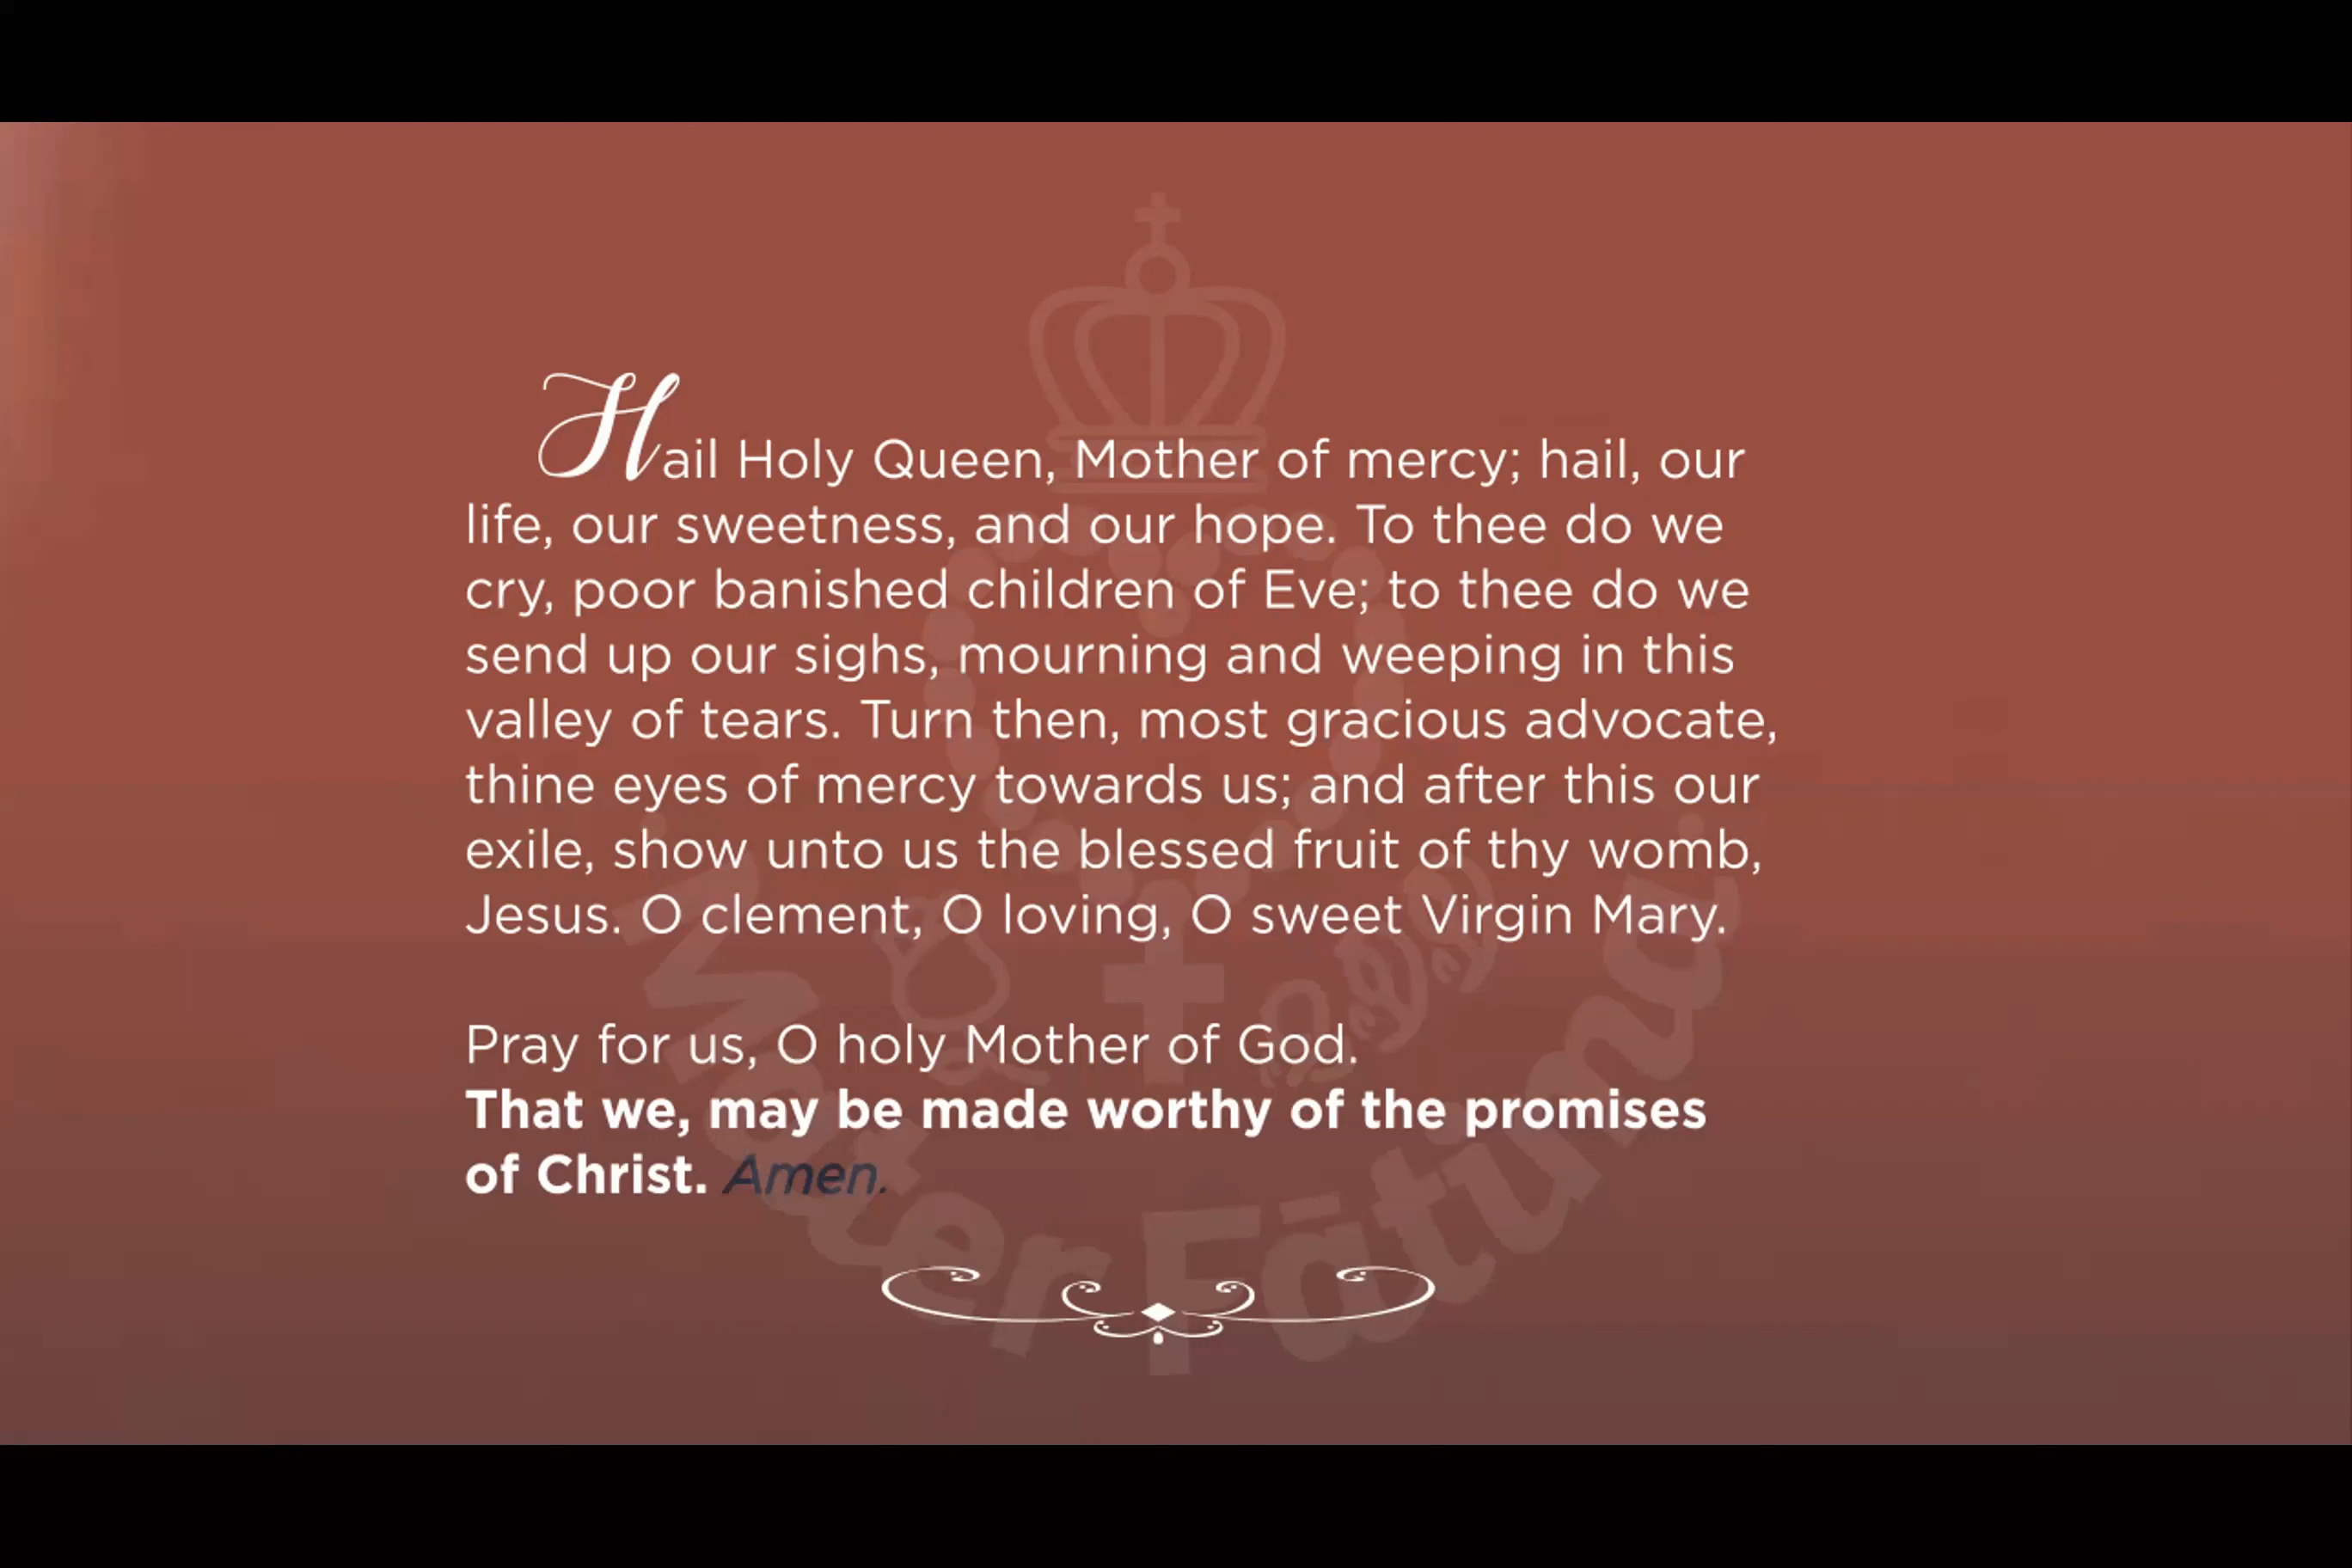 Hail Holy Queen, Mother of mercy; hail, our
life, our sweetness, and our hope. To thee do we
cry, poor banished children of Eve; to thee do we
send up our sighs, mourning and weeping in this
valley of tears. Turn then, most gracious advocate,
thine eyes of mercy towards us; and after this our
exile, show unto us the blessed fruit of thy womb,
Jesus. O clement, O loving, O sweet Virgin Mary.
Pray for us, O holy Mother of God.
That we, may be made worthy of the promises
of Christ. Amen.
Mater Fātima